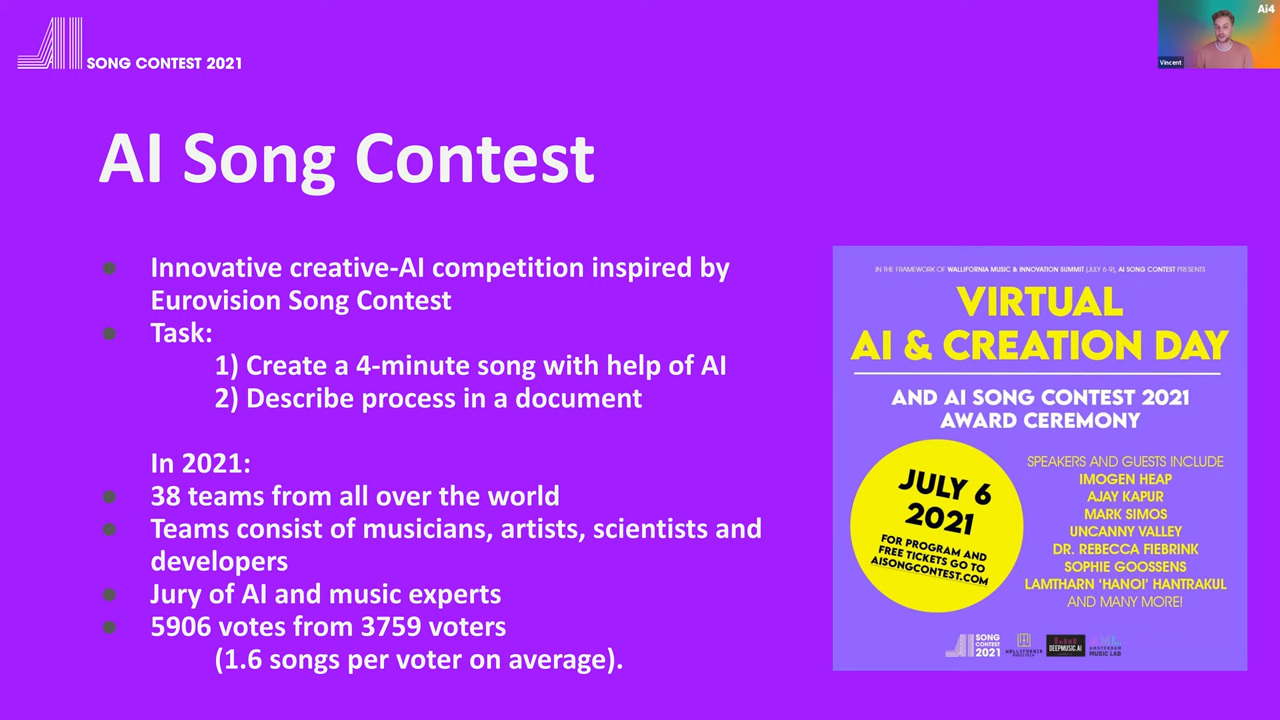 AI SONG CONTEST 2021
Ai4
Vincent
AI Song Contest
Innovative creative-AI competition inspired by
Eurovision Song Contest
Task:
1) Create a 4-minute song with help of AI
2) Describe process in a document
In 2021:
38 teams from all over the world
Teams consist of musicians, artists, scientists and
developers
Jury of AI and music experts
5906 votes from 3759 voters
(1.6 songs per voter on average).
IN THE FRAMEWORK OF WALLIFORNIA MUSIC & INNOVATION SUMMIT (JULY 6-9), AI SONG CONTEST PRESENTS
VIRTUAL
AI & CREATION DAY
AND AI SONG CONTEST 2021
AWARD CEREMONY
JULY 6
2021
FOR PROGRAM AND
FREE TICKETS GO TO
AISONGCONTEST.COM
SPEAKERS AND GUESTS INCLUDE
IMOGEN HEAP
AJAY KAPUR
MARK SIMOS
UNCANNY VALLEY
DR. REBECCA FIEBRINK
SOPHIE GOOSSENS
LAMTHARN 'HANOI' HANTRAKUL
AND MANY MORE!
AI SONG
CONTEST
2021
WALLIFORNIA
MUSICTECH
DEEPMUSIC.AI
AMSTERDAM
MUSIC LAB